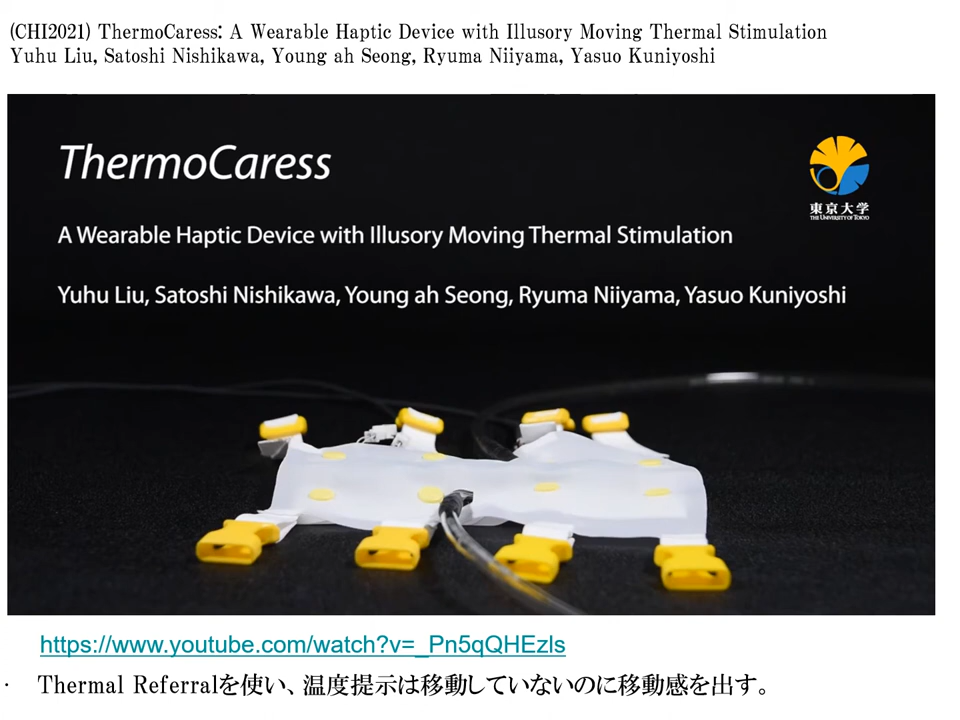 (CHI2021) ThermoCaress: A Wearable Haptic Device with Illusory Moving Thermal Stimulation
Yuhu Liu, Satoshi Nishikawa, Young ah Seong, Ryuma Niiyama, Yasuo Kuniyoshi
ThermoCaress
東京大学
THE UNIVERSITY OF TOKYO
A Wearable Haptic Device with Illusory Moving Thermal Stimulation
Yuhu Liu, Satoshi Nishikawa, Young ah Seong, Ryuma Niiyama, Yasuo Kuniyoshi
https://www.youtube.com/watch?v=_Pn5qQHEzls
· Thermal Referralを使い、温度提示は移動していないのに移動感を出す。